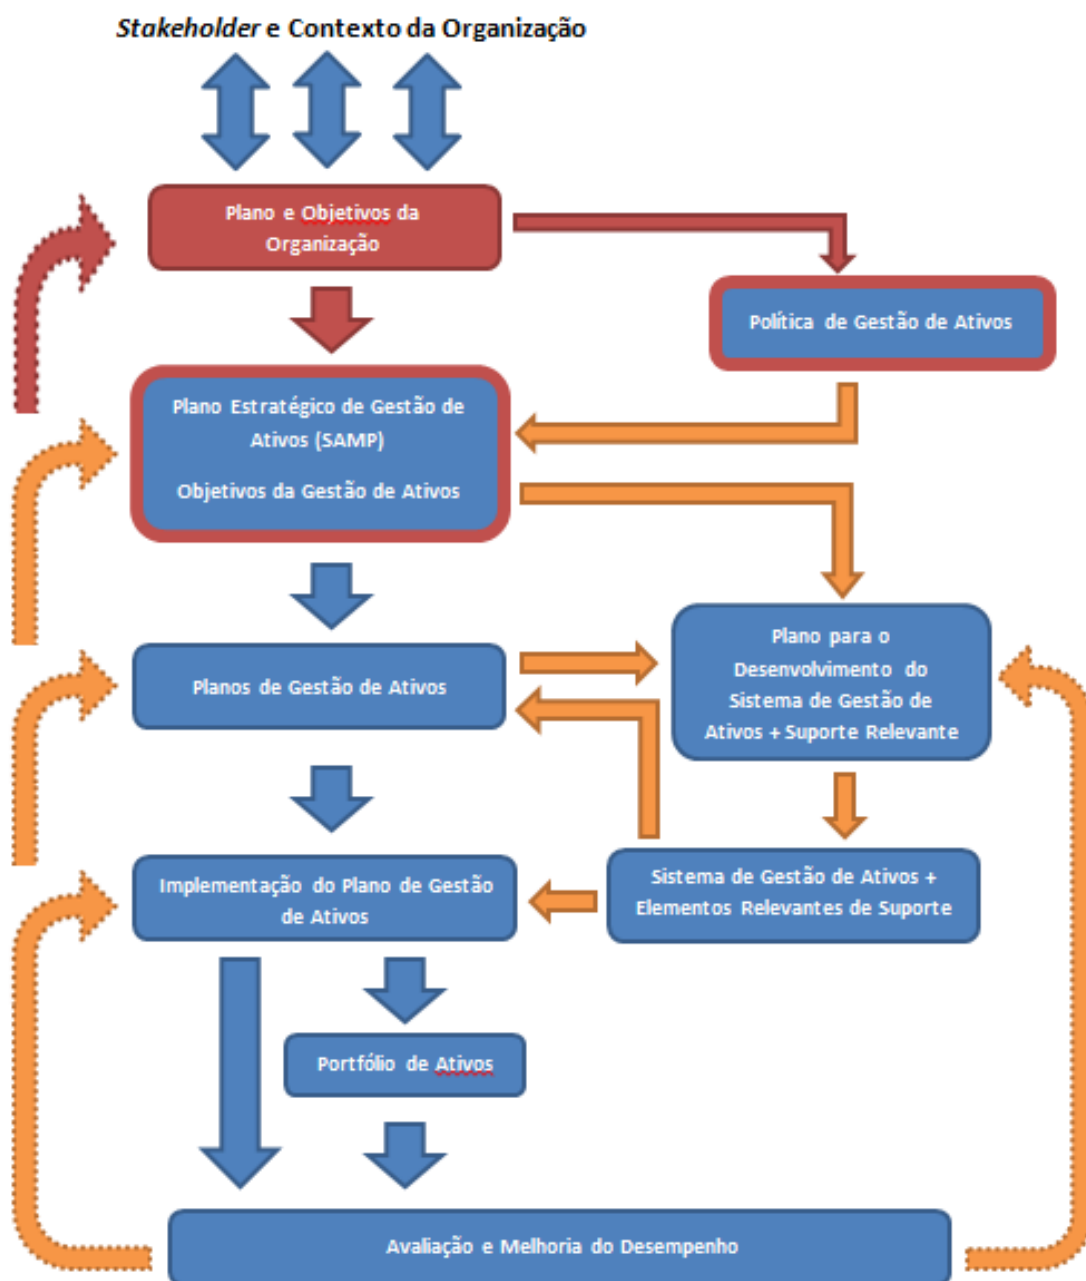 Stakeholder e Contexto da Organização
Plano e Objetivos da
Organização
Política de Gestão de Ativos
Plano Estratégico de Gestão de
Ativos (SAMP)
Objetivos da Gestão de Ativos
Plano para o
Desenvolvimento do
Sistema de Gestão de
Ativos + Suporte Relevante
Planos de Gestão de Ativos
Implementação do Plano de Gestão
de Ativos
Sistema de Gestão de Ativos +
Elementos Relevantes de Suporte
Portfólio de Ativos
Avaliação e Melhoria do Desempenho